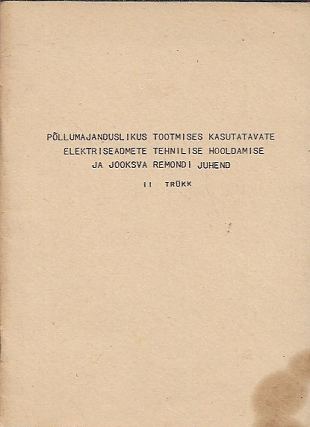 PÕLLUMAJANDUSLIKUS TOOTMISES KASUTATAVATE
ELEKTRISEADMETE TEHNILISE HOOLDAMISE
JA JOOKSVA REMONDI JUHEND
II TRÜKK